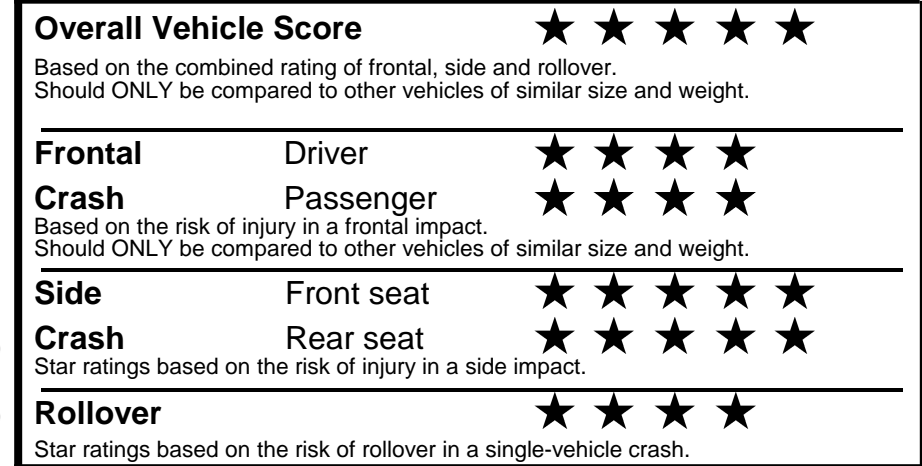 Overall Vehicle Score ★ ★ ★ ★ ★
Based on the combined rating of frontal, side and rollover.
Should ONLY be compared to other vehicles of similar size and weight.
Frontal Driver ★ ★ ★ ★
Crash Passenger ★ ★ ★ ★
Based on the risk of injury in a frontal impact.
Should ONLY be compared to other vehicles of similar size and weight.
Side Front seat ★ ★ ★ ★ ★
Crash Rear seat ★ ★ ★ ★ ★
Star ratings based on the risk of injury in a side impact.
Rollover ★ ★ ★ ★
Star ratings based on the risk of rollover in a single-vehicle crash.